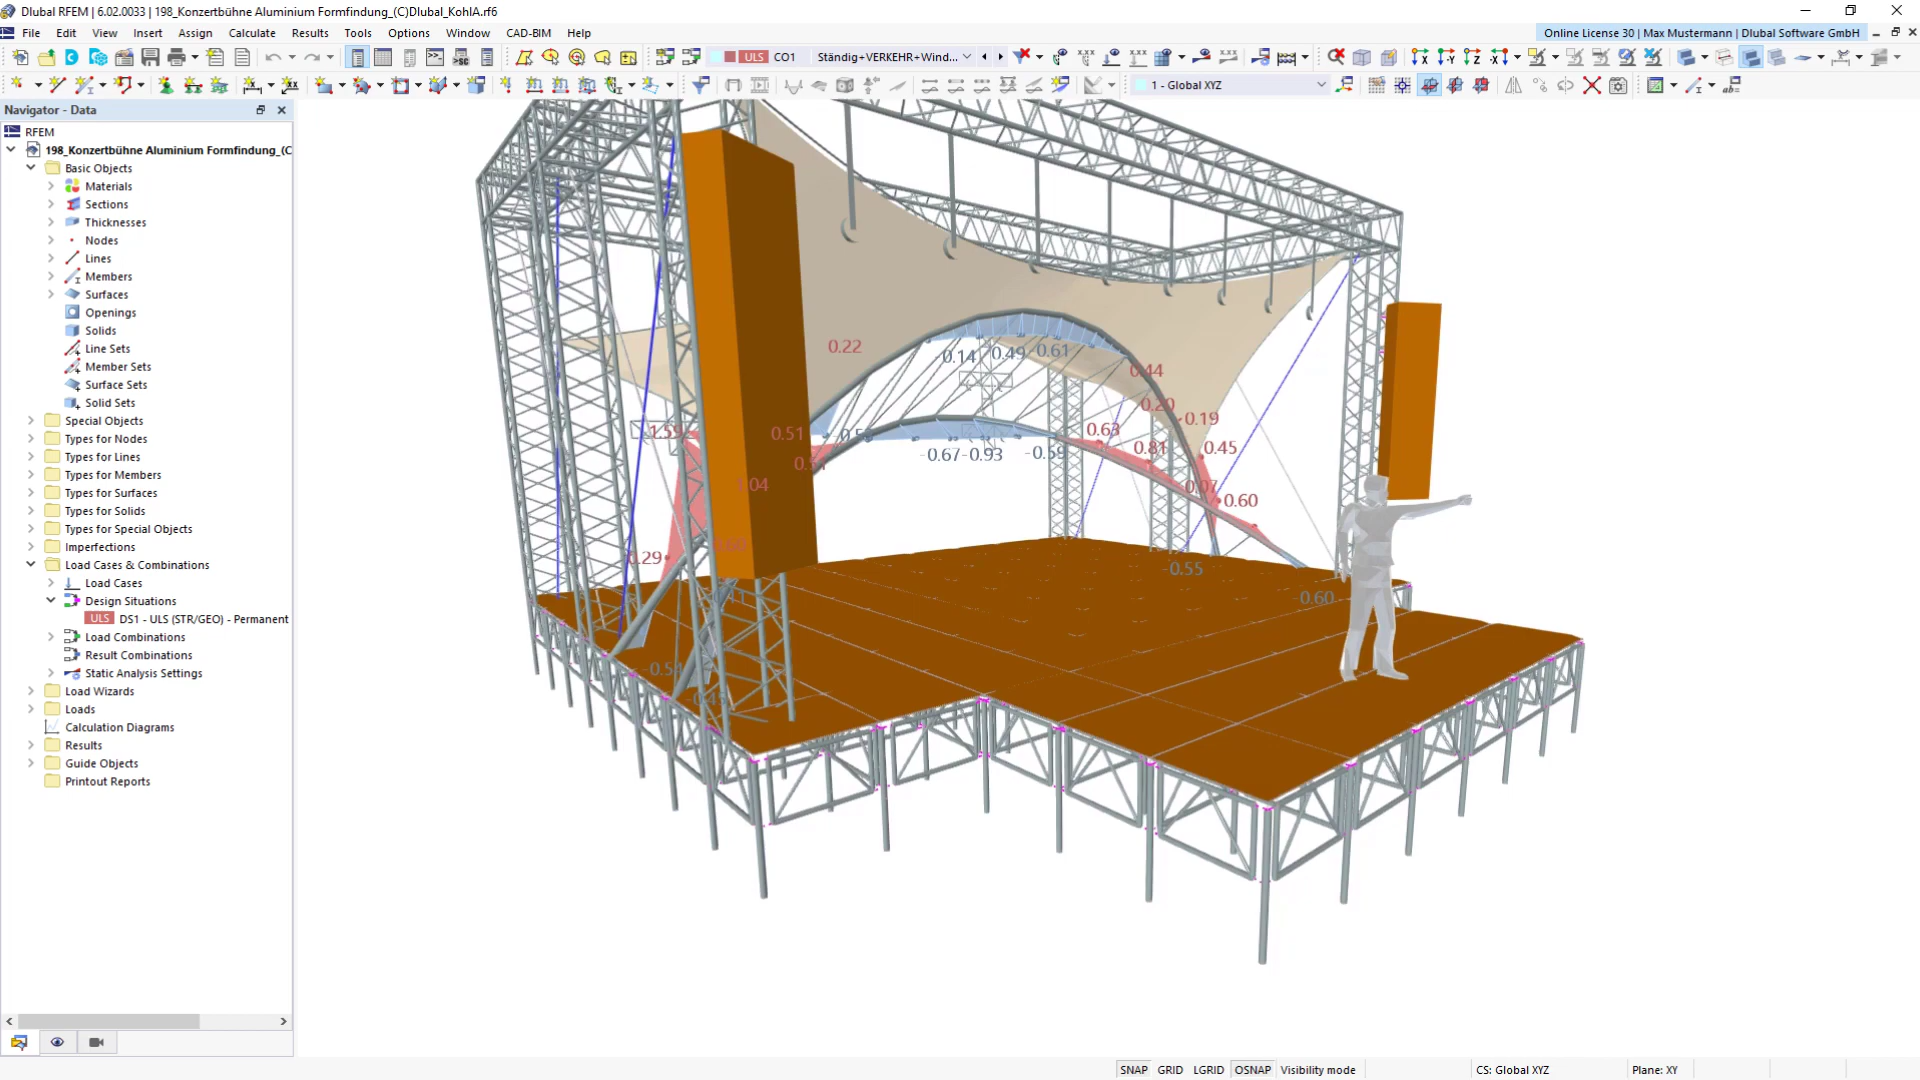 Dlubal RFEM | 6.02.0033 | 198_Konzertbühne Aluminium Formfindung_(C)Dlubal_KohlA.rf6
File Edit View Insert Assign Calculate Results Tools Options Window CAD-BIM Help
Online License 30 | Max Mustermann | Dlubal Software GmbH
ULS CO1 Ständig+VERKEHR+Wind...
1 - Global XYZ
Navigator - Data
RFEM
198_Konzertbühne Aluminium Formfindung_(C
Basic Objects
Materials
Sections
Thicknesses
Nodes
Lines
Members
Surfaces
Openings
Solids
Line Sets
Member Sets
Surface Sets
Solid Sets
Special Objects
Types for Nodes
Types for Lines
Types for Members
Types for Surfaces
Types for Solids
Types for Special Objects
Imperfections
Load Cases & Combinations
Load Cases
Design Situations
ULS DS1 - ULS (STR/GEO) - Permanent
Load Combinations
Result Combinations
Static Analysis Settings
Load Wizards
Loads
Calculation Diagrams
Results
Guide Objects
Printout Reports
0.22
0.14 0.49 -0.61
0.44
0.20
0.19
1.59
0.51
0.63
0.81
0.45
-0.67 -0.93 -0.59
0.07
0.60
0.29
-0.55
-0.60
SNAP GRID LGRID OSNAP Visibility mode CS: Global XYZ Plane: XY